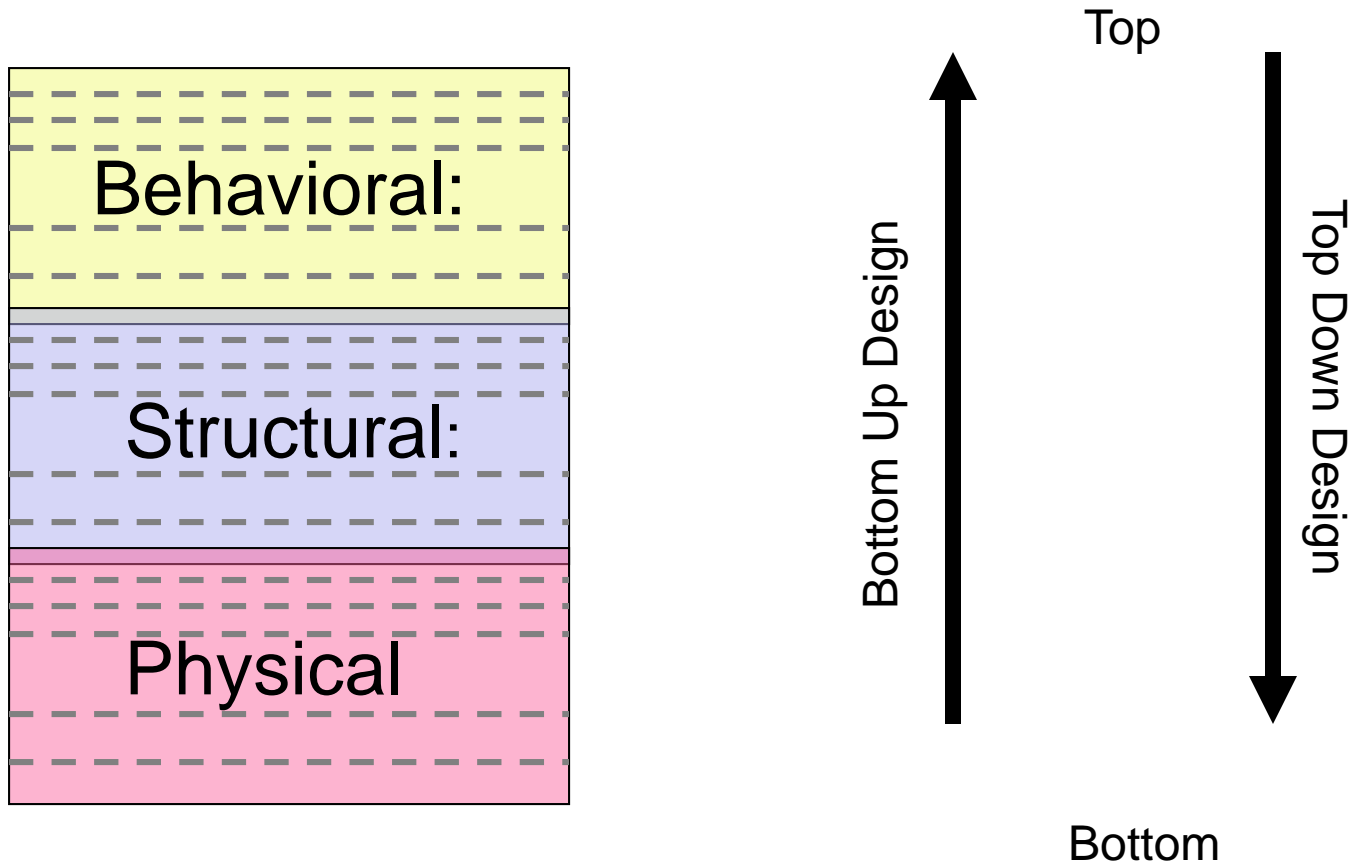 Top
Behavioral:
Structural:
Physical
Bottom Up Design
Top Down Design
Bottom